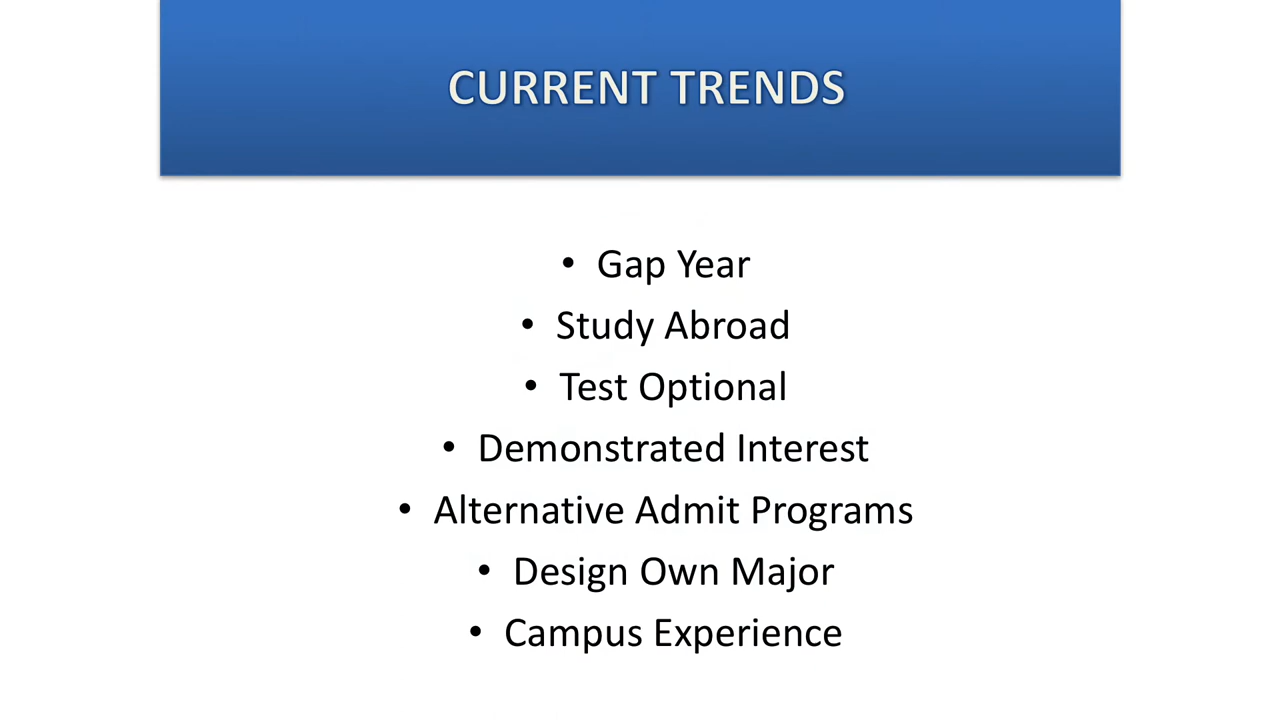 CURRENT TRENDS
• Gap Year
• Study Abroad
• Test Optional
• Demonstrated Interest
• Alternative Admit Programs
• Design Own Major
• Campus Experience